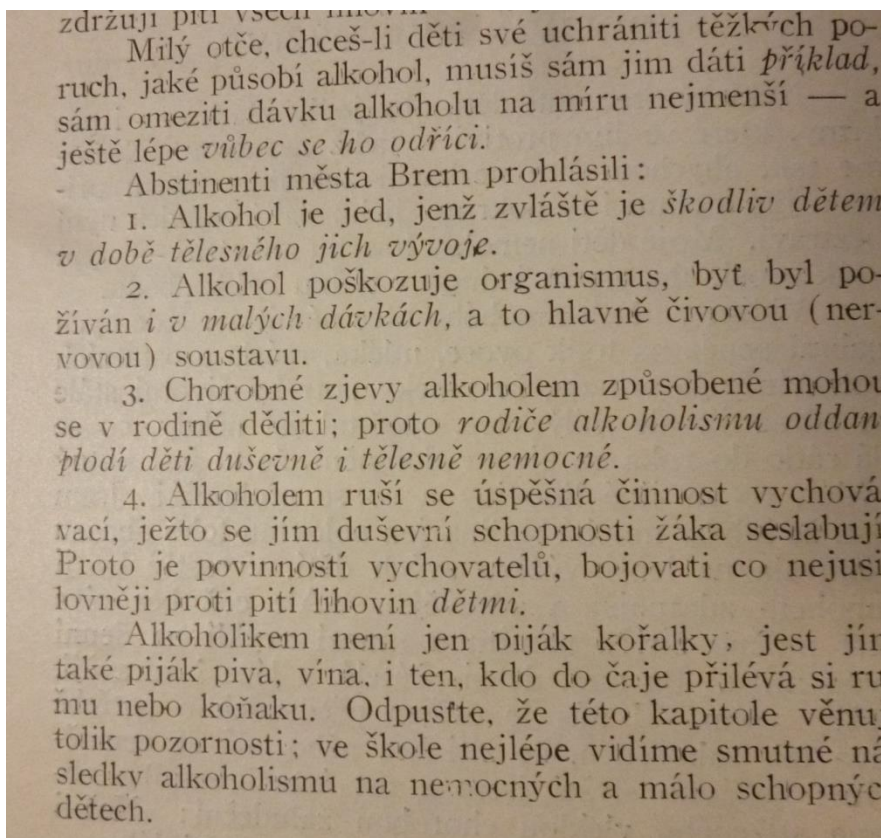 zdržují pití všech
Milý otče, chceš-li děti své uchrániti těžkých po-
ruch, jaké působí alkohol, musíš sám jim dáti příklad,
sám omeziti dávku alkoholu na míru nejmenší — a
ještě lépe vůbec se ho odříci.
Abstinenti města Brem prohlásili:
1. Alkohol je jed, jenž zvláště je škodliv dětem
v době tělesného jich vývoje.
2. Alkohol poškozuje organismus, byť byl po-
žíván i v malých dávkách, a to hlavně čivovou (ner-
vovou) soustavu.
3. Chorobné zjevy alkoholem způsobené mohou
se v rodině děditi; proto rodiče alkoholismu oddan
plodí děti duševně i tělesně nemocné.
4. Alkoholem ruší se úspěšná činnost vychová
vací, ježto se jím duševní schopnosti žáka seslabují
Proto je povinností vychovatelů, bojovati co nejusi
lovněji proti pití lihovin dětmi.
Alkoholikem není jen piják kořalky, jest jím
také piják piva, vína, i ten, kdo do čaje přilévá si ru
mu nebo koňaku. Odpusťte, že této kapitole věnuj
tolik pozornosti; ve škole nejlépe vidíme smutné ná
sledky alkoholismu na nemocných a málo schopnýc
dětech.